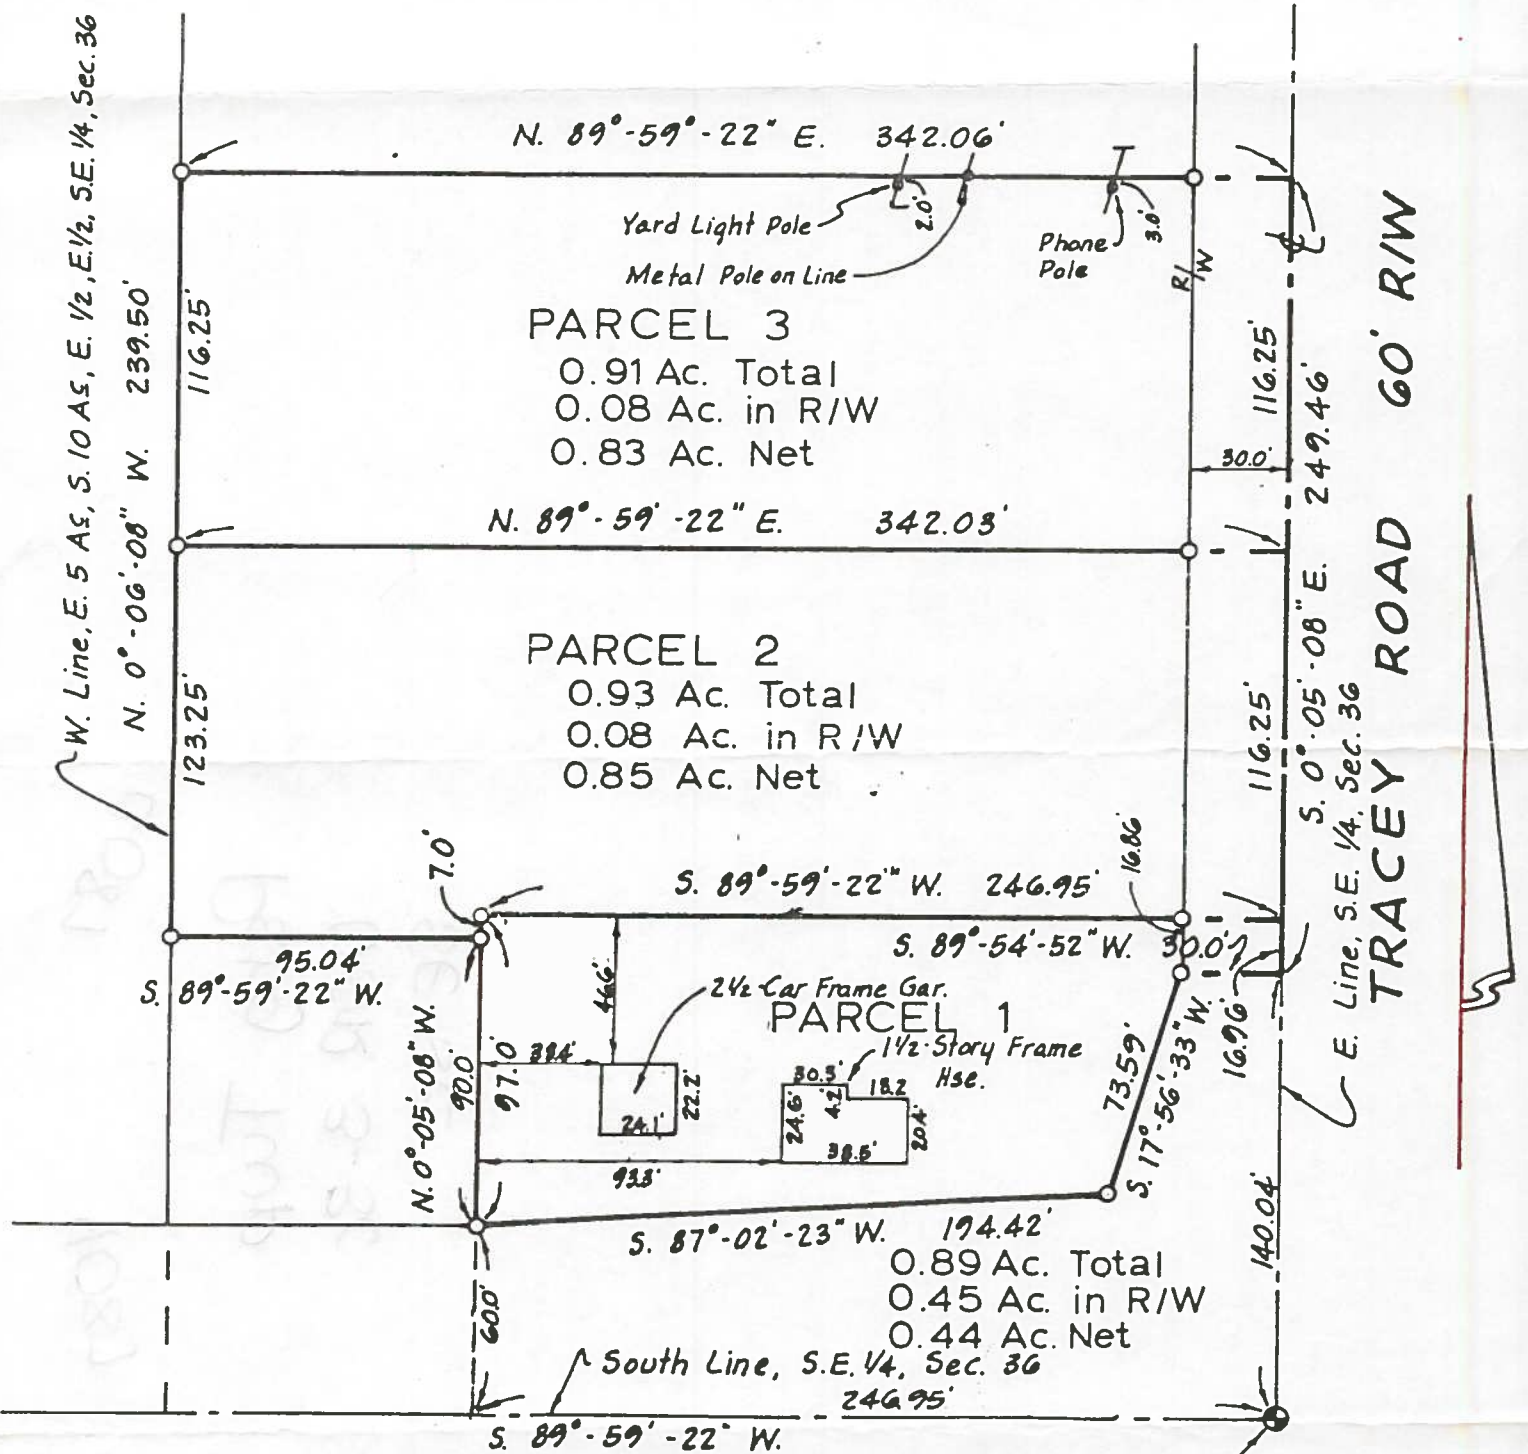 W. Line, E. 5 Ac, S. 10 Ac, E. 1/2, E.1/2, S.E. 1/4, Sec. 36
N. 0°-06'-08" W. 239.50'
N. 89°-59°-22" E. 342.06'
Yard Light Pole
2.0'
Metal Pole on Line
Phone
Pole
3.0'
R/W
116.25'
PARCEL 3
0.91 Ac. Total
0.08 Ac. in R/W
0.83 Ac. Net
116.25'
30.0'
S. 0°-05'-08" E. 249.46'
E. Line, S.E. 1/4, Sec. 36
TRACEY ROAD 60' R/W
N. 89°-59'-22" E. 342.03'
123.25'
PARCEL 2
0.93 Ac. Total
0.08 Ac. in R/W
0.85 Ac. Net
116.25'
7.0'
S. 89°-59'-22" W. 246.95'
16.86'
95.04'
S. 89°-59'-22" W.
S. 89°-54'-52" W. 30.0'
16.96'
46.6'
2 1/2-Car Frame Gar.
PARCEL 1
1 1/2-Story Frame
Hse.
N. 0°-05'-08" W.
90.0'
97.0'
38.4'
22.2'
24.1'
30.3'
18.2
4.2'
24.6'
20.4'
38.5'
93.3'
73.59'
S. 17°-56'-33" W.
S. 87°-02'-23" W. 194.42'
0.89 Ac. Total
0.45 Ac. in R/W
0.44 Ac. Net
140.04'
60.0'
South Line, S.E. 1/4, Sec. 36
246.95'
S. 89°-59'-22" W.